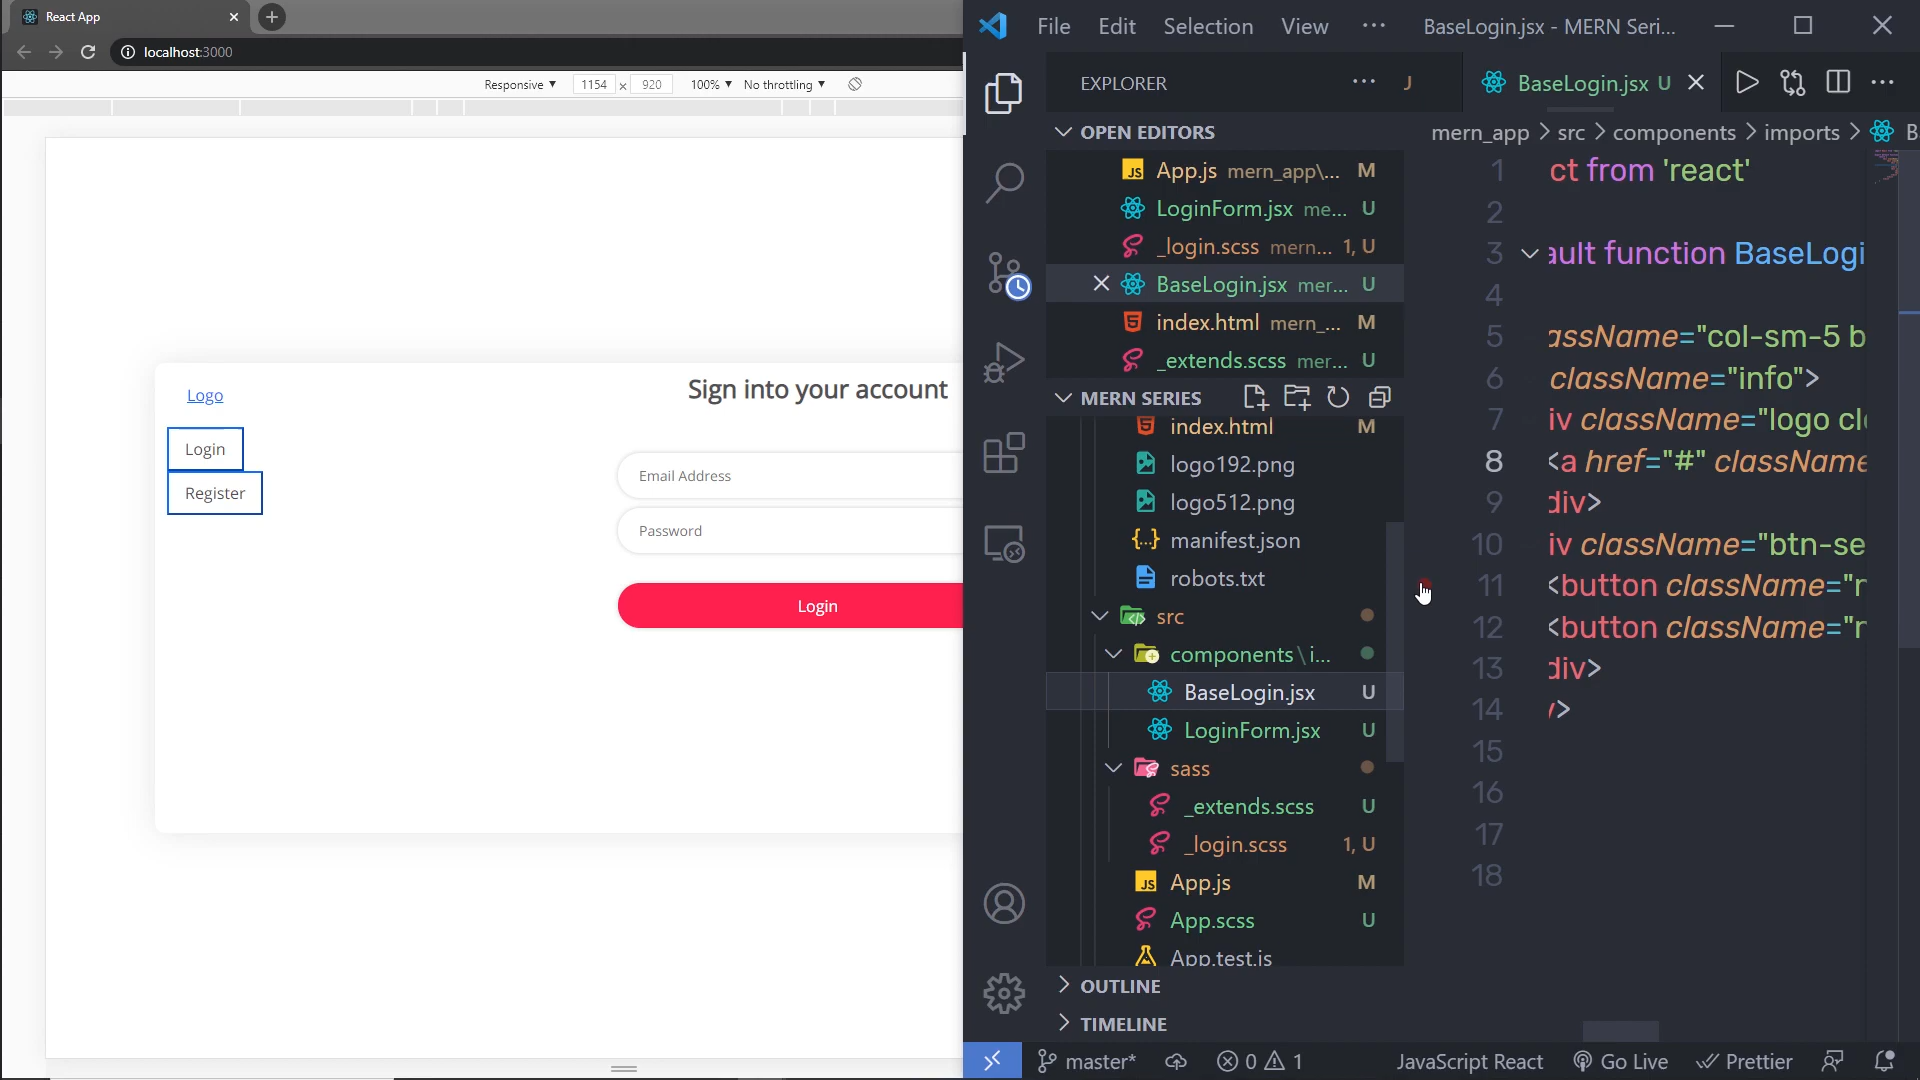 React App
localhost:3000
Responsive 1154 x 920 100% No throttling
Logo
Login
Register
Sign into your account
Email Address
Password
Login
File Edit Selection View BaseLogin.jsx - MERN Seri...
EXPLORER
BaseLogin.jsx U
OPEN EDITORS
App.js mern_app\... M
LoginForm.jsx me... U
_login.scss mern... 1, U
BaseLogin.jsx mer... U
index.html mern_... M
_extends.scss mer... U
MERN SERIES
index.html M
logo192.png
logo512.png
manifest.json
robots.txt
src
components\i...
BaseLogin.jsx U
LoginForm.jsx U
sass
_extends.scss U
_login.scss 1, U
App.js M
App.scss U
App.test.js
OUTLINE
TIMELINE
mern_app > src > components > imports > B
1 ct from 'react'
2
3 ault function BaseLogi
4
5 assName="col-sm-5 b
6 className="info">
7 iv className="logo cl
8 <a href="#" className
9 div>
10 iv className="btn-se
11 <button className="r
12 <button className="r
13 div>
14 />
15
16
17
18
master* 0 1 JavaScript React Go Live Prettier